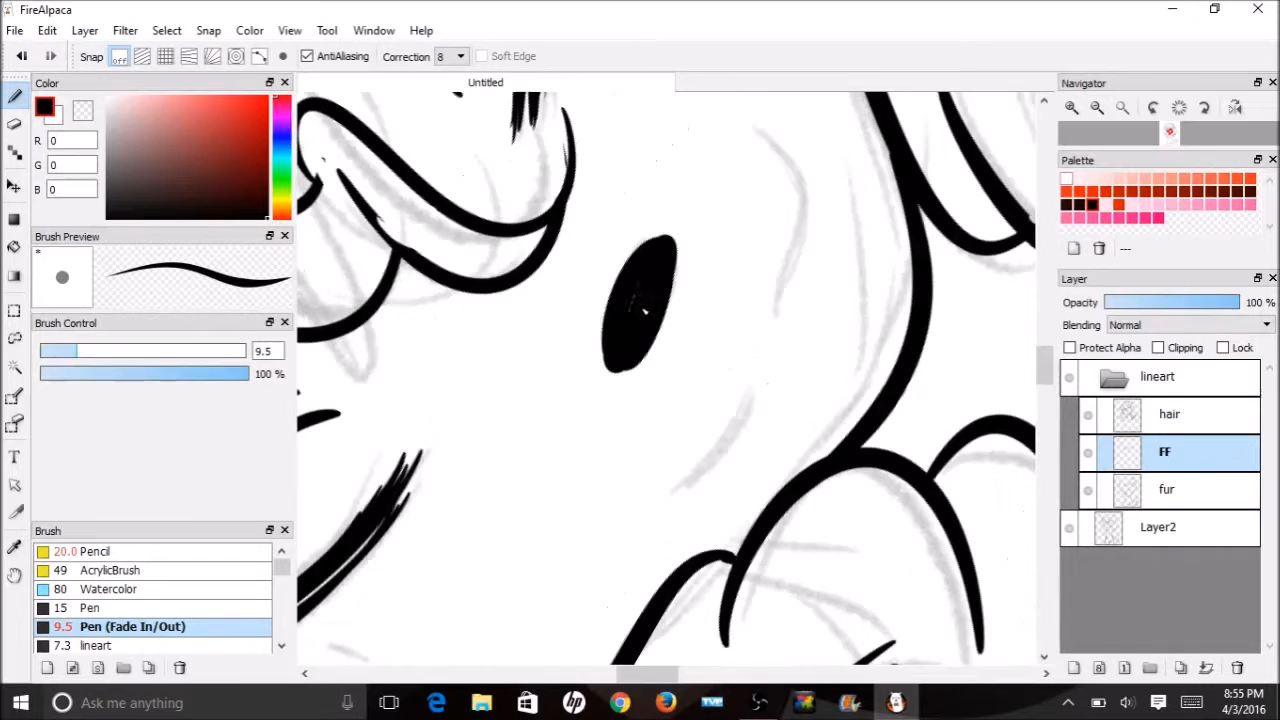 FireAlpaca
File Edit Layer Filter Select Snap Color View Tool Window Help
Snap off AntiAliasing Correction 8 Soft Edge
Untitled
Color
R 0
G 0
B 0
Brush Preview
*
Brush Control
9.5
100 %
Brush
20.0 Pencil
49 AcrylicBrush
80 Watercolor
15 Pen
9.5 Pen (Fade In/Out)
7.3 lineart
Navigator
Palette
---
Layer
Opacity 100 %
Blending Normal
Protect Alpha Clipping Lock
lineart
hair
FF
fur
Layer2
Ask me anything
hp
TVP
8:55 PM
4/3/2016